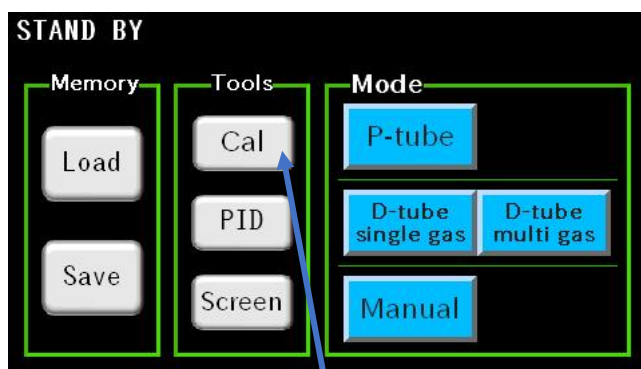 STAND BY
Memory
Load
Save
Tools
Cal
PID
Screen
Mode
P-tube
D-tube
single gas
D-tube
multi gas
Manual